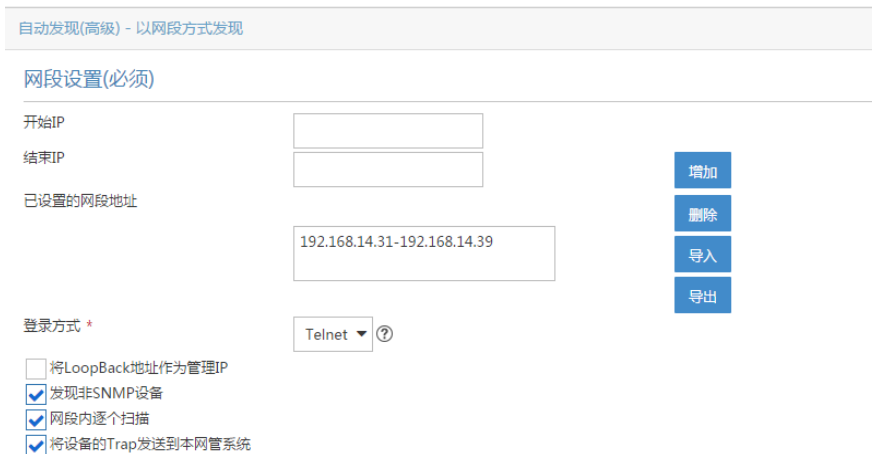 自动发现(高级) - 以网段方式发现
网段设置(必须)
开始IP
结束IP
增加
已设置的网段地址
删除
192.168.14.31-192.168.14.39
导入
导出
登录方式 *
Telnet
将LoopBack地址作为管理IP
发现非SNMP设备
网段内逐个扫描
将设备的Trap发送到本网管系统